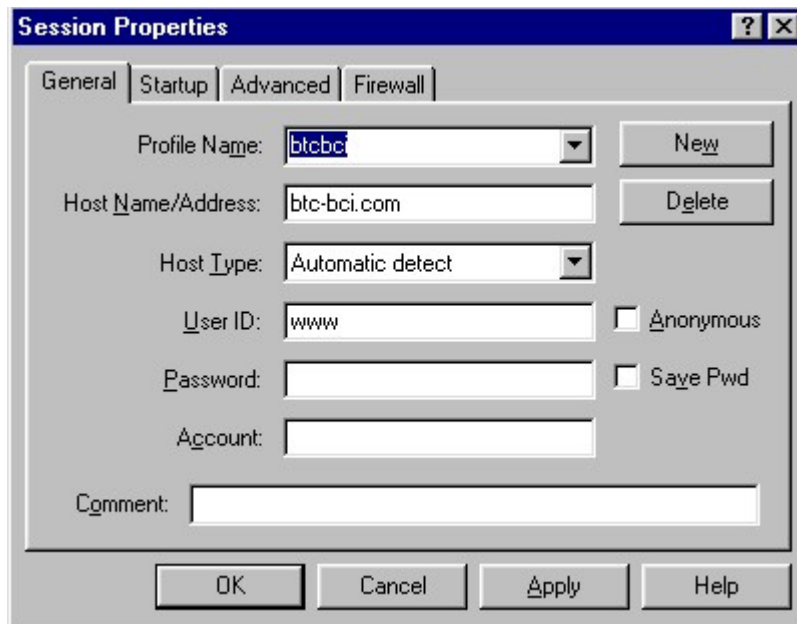 Session Properties
General Startup Advanced Firewall
Profile Name: btcbci New
Host Name/Address: btc-bci.com Delete
Host Type: Automatic detect
User ID: www Anonymous
Password: Save Pwd
Account:
Comment:
OK Cancel Apply Help